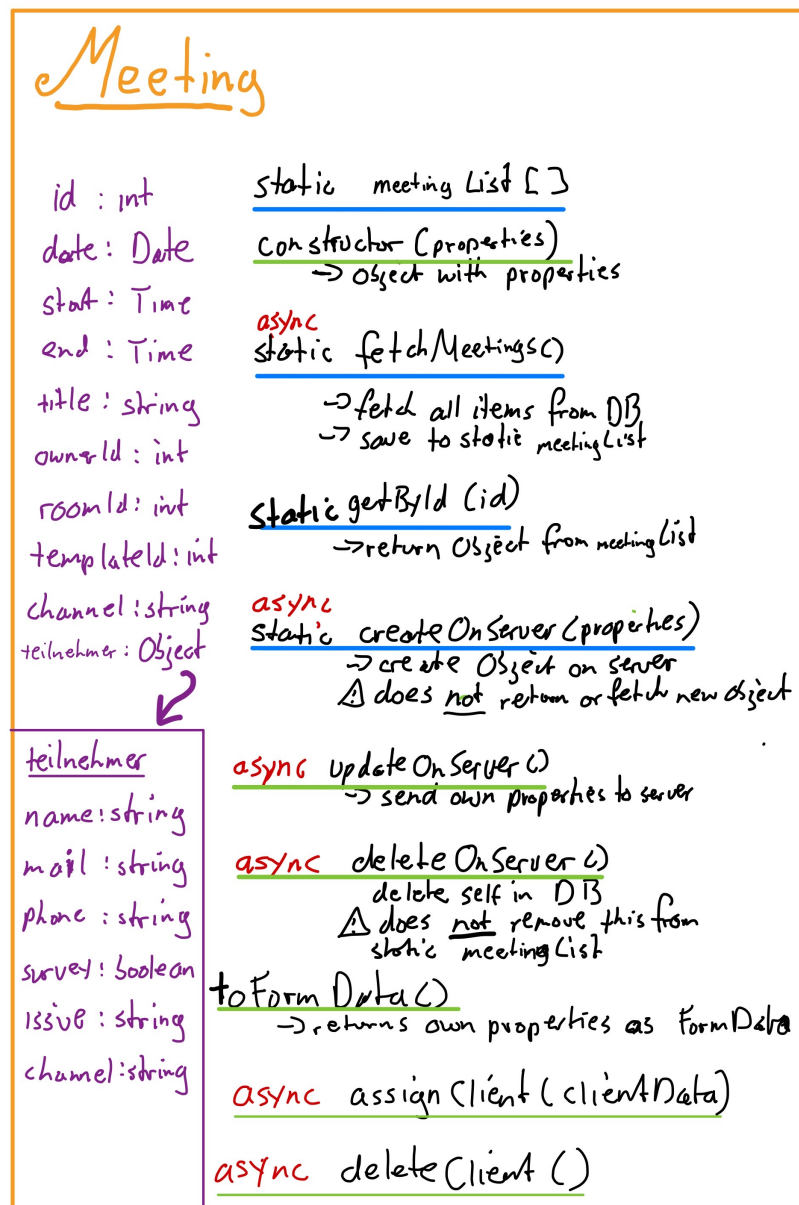 Meeting
id : int
date : Date
start : Time
end : Time
title : string
ownerId : int
roomId : int
templateId : int
channel : string
teilnehmer : Object
teilnehmer
name : string
mail : string
phone : string
survey : boolean
issue : string
channel : string
static meetingList []
constructor (properties)
→ Object with properties
async
static fetchMeetings()
→ fetch all items from DB
→ save to static meetingList
static getById (id)
→ return Object from meetingList
async
static createOnServer (properties)
→ create Object on server
⚠ does not return or fetch new object
async updateOnServer ()
→ send own properties to server
async deleteOnServer ()
delete self in DB
⚠ does not remove this from
static meetingList
toFormData ()
→ returns own properties as FormData
async assignClient (clientData)
async deleteClient ()